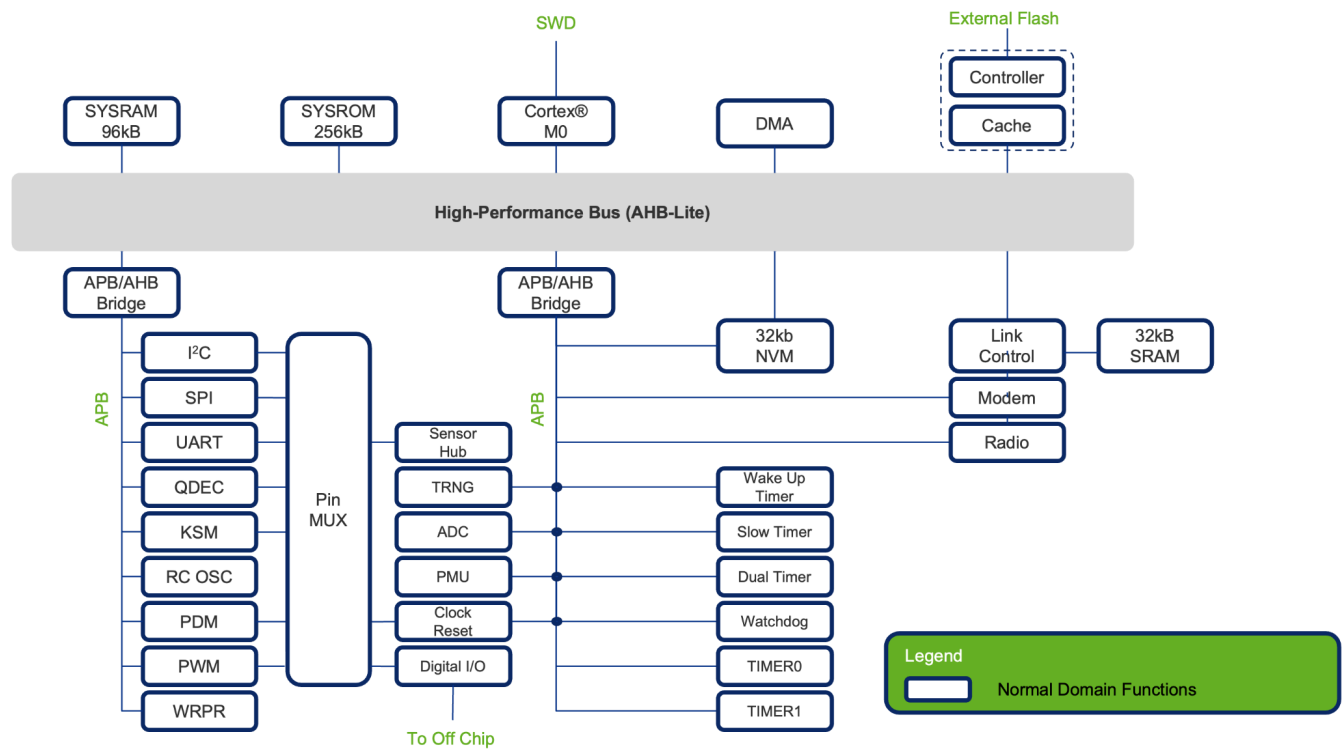 SWD
External Flash
SYSRAM
96kB
SYSROM
256kB
Cortex®
M0
DMA
Controller
Cache
High-Performance Bus (AHB-Lite)
APB/AHB
Bridge
APB/AHB
Bridge
32kb
NVM
Link
Control
32kB
SRAM
APB
I²C
SPI
UART
QDEC
KSM
RC OSC
PDM
PWM
WRPR
Pin
MUX
Sensor
Hub
TRNG
ADC
PMU
Clock
Reset
Digital I/O
To Off Chip
APB
Modem
Radio
Wake Up
Timer
Slow Timer
Dual Timer
Watchdog
TIMER0
TIMER1
Legend
Normal Domain Functions